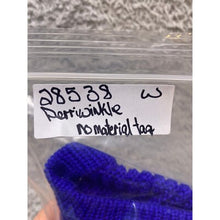 28538 W
Perriwinkle
no material tag